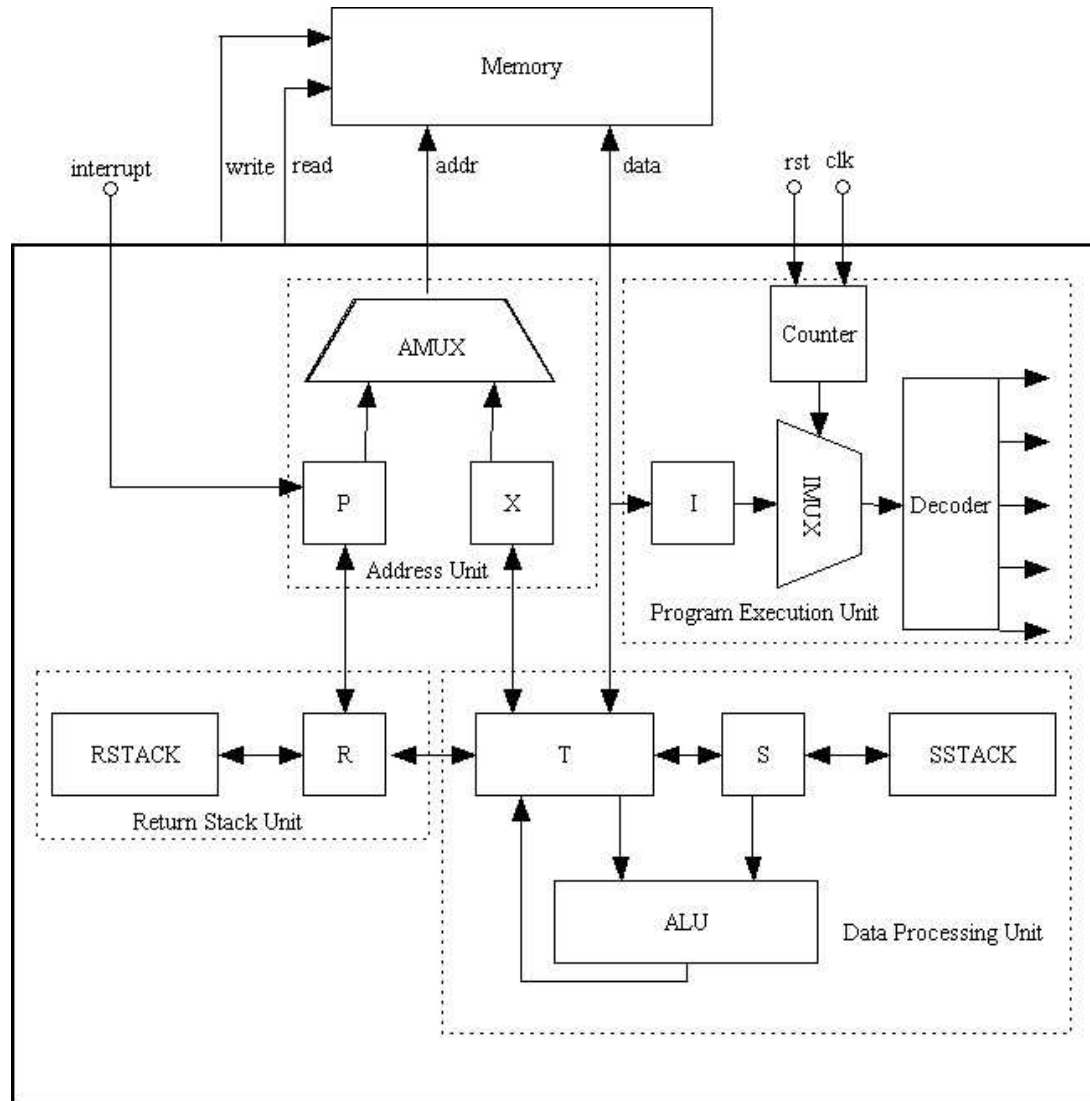 Memory
interrupt
write
read
addr
data
rst
clk
AMUX
Counter
P
X
I
IMUX
Decoder
Address Unit
Program Execution Unit
RSTACK
R
T
S
SSTACK
Return Stack Unit
ALU
Data Processing Unit